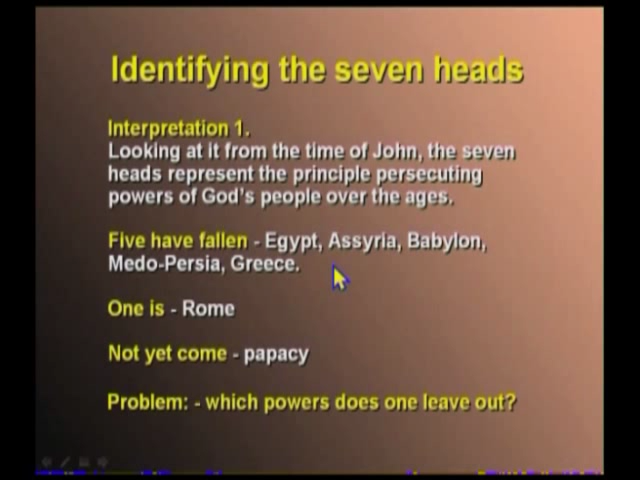 Identifying the seven heads
Interpretation 1.
Looking at it from the time of John, the seven
heads represent the principle persecuting
powers of God's people over the ages.
Five have fallen - Egypt, Assyria, Babylon,
Medo-Persia, Greece.
One is - Rome
Not yet come - papacy
Problem: - which powers does one leave out?